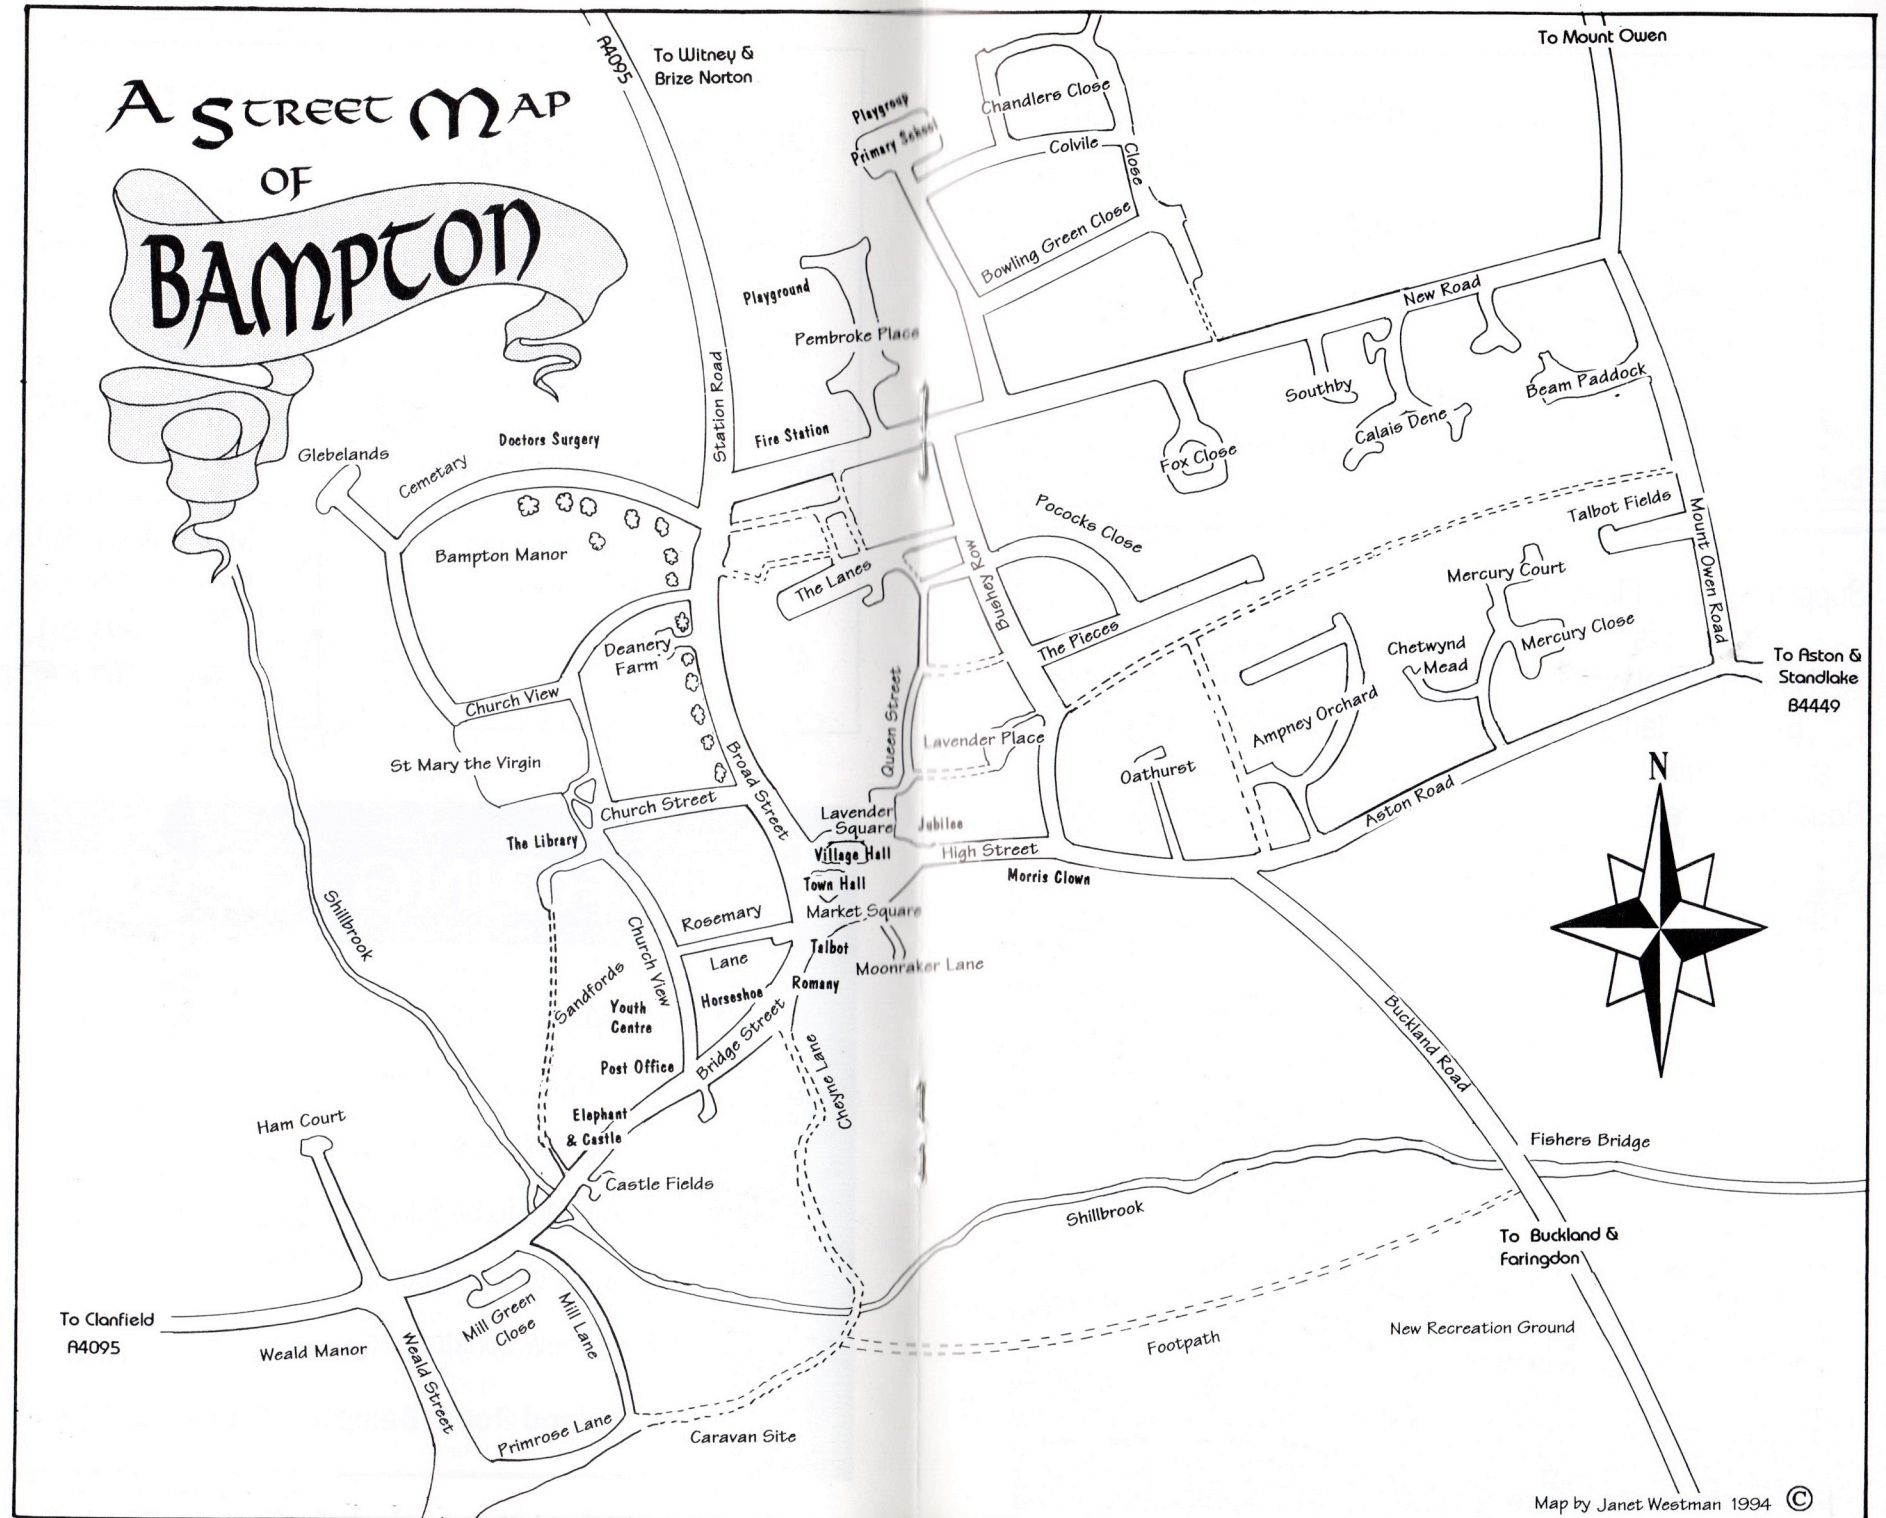 A Street Map
OF
BAMPTON
A4095
To Witney &
Brize Norton
To Mount Owen
Playgroup
Primary School
Chandlers Close
Colvile
Close
Bowling Green Close
Playground
Pembroke Place
Station Road
Fire Station
New Road
Southby
Calais Dene
Beam Paddock
Fox Close
Glebelands
Cemetary
Doctors Surgery
Bampton Manor
The Lanes
Bushey Row
Pococks Close
The Pieces
Talbot Fields
Mount Owen Road
Mercury Court
Mercury Close
Chetwynd
Mead
To Aston &
Standlake
B4449
Deanery
Farm
Church View
St Mary the Virgin
Broad Street
Queen Street
Lavender Place
Ampney Orchard
Oathurst
Aston Road
N
Church Street
The Library
Lavender
Square
Jubilee
Village Hall
High Street
Morris Clown
Town Hall
Market Square
Rosemary
Lane
Talbot
Moonraker Lane
Romany
Horseshoe
Church View
Sandfords
Youth
Centre
Post Office
Bridge Street
Cheyne Lane
Shillbrook
Buckland Road
Elephant
& Castle
Castle Fields
Ham Court
Fishers Bridge
Shillbrook
To Buckland &
Faringdon
To Clanfield
A4095
Weald Manor
Mill Green
Close
Mill Lane
Weald Street
Primrose Lane
Footpath
New Recreation Ground
Caravan Site
Map by Janet Westman 1994 ©